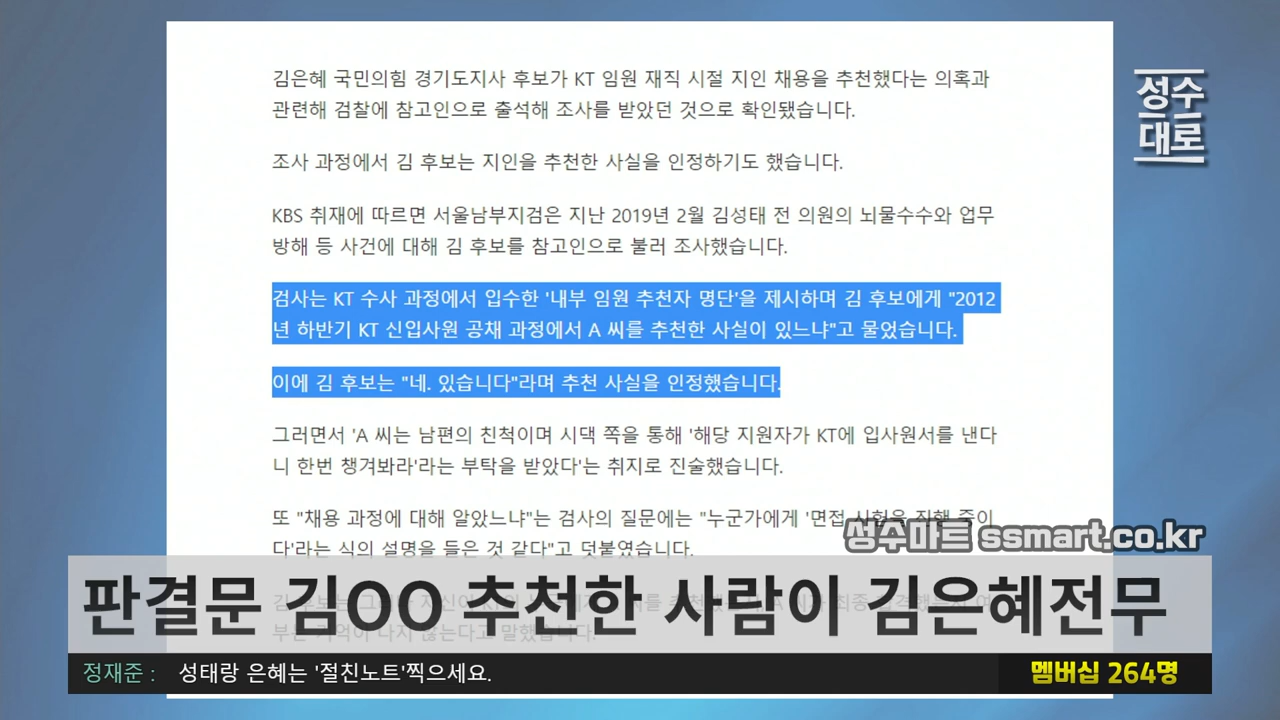 김은혜 국민의힘 경기도지사 후보가 KT 임원 재직 시절 지인 채용을 추천했다는 의혹과
관련해 검찰에 참고인으로 출석해 조사를 받았던 것으로 확인됐습니다.
조사 과정에서 김 후보는 지인을 추천한 사실을 인정하기도 했습니다.
KBS 취재에 따르면 서울남부지검은 지난 2019년 2월 김성태 전 의원의 뇌물수수와 업무
방해 등 사건에 대해 김 후보를 참고인으로 불러 조사했습니다.
검사는 KT 수사 과정에서 입수한 '내부 임원 추천자 명단'을 제시하며 김 후보에게 "2012
년 하반기 KT 신입사원 공채 과정에서 A 씨를 추천한 사실이 있느냐"고 물었습니다.
이에 김 후보는 "네. 있습니다"라며 추천 사실을 인정했습니다.
그러면서 'A 씨는 남편의 친척이며 시댁 쪽을 통해 '해당 지원자가 KT에 입사원서를 낸다
니 한번 챙겨봐라'라는 부탁을 받았다'는 취지로 진술했습니다.
또 "채용 과정에 대해 알았느냐"는 검사의 질문에는 "누군가에게 '면접 시험을 진행 중이
다'라는 식의 설명을 들은 것 같다"고 덧붙였습니다.
성수대로
성수마트 ssmart.co.kr
판결문 김OO 추천한 사람이 김은혜전무
정재준 : 성태랑 은혜는 '절친노트'찍으세요.
멤버십 264명